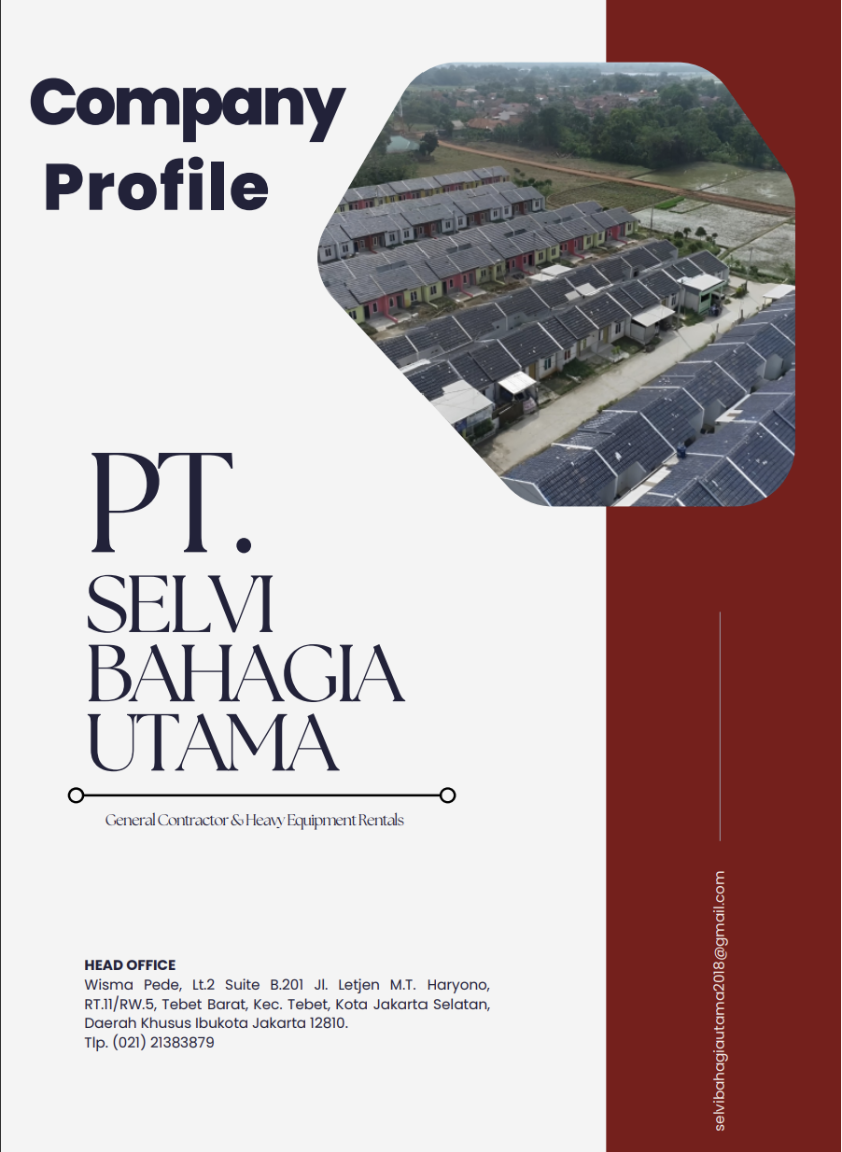 Company
Profile
PT.
SELVI
BAHAGIA
UTAMA
General Contractor & Heavy Equipment Rentals
HEAD OFFICE
Wisma Pede, Lt.2 Suite B.201 Jl. Letjen M.T. Haryono,
RT.11/RW.5, Tebet Barat, Kec. Tebet, Kota Jakarta Selatan,
Daerah Khusus Ibukota Jakarta 12810.
Tlp. (021) 21383879
selvibahagiautama2018@gmail.com